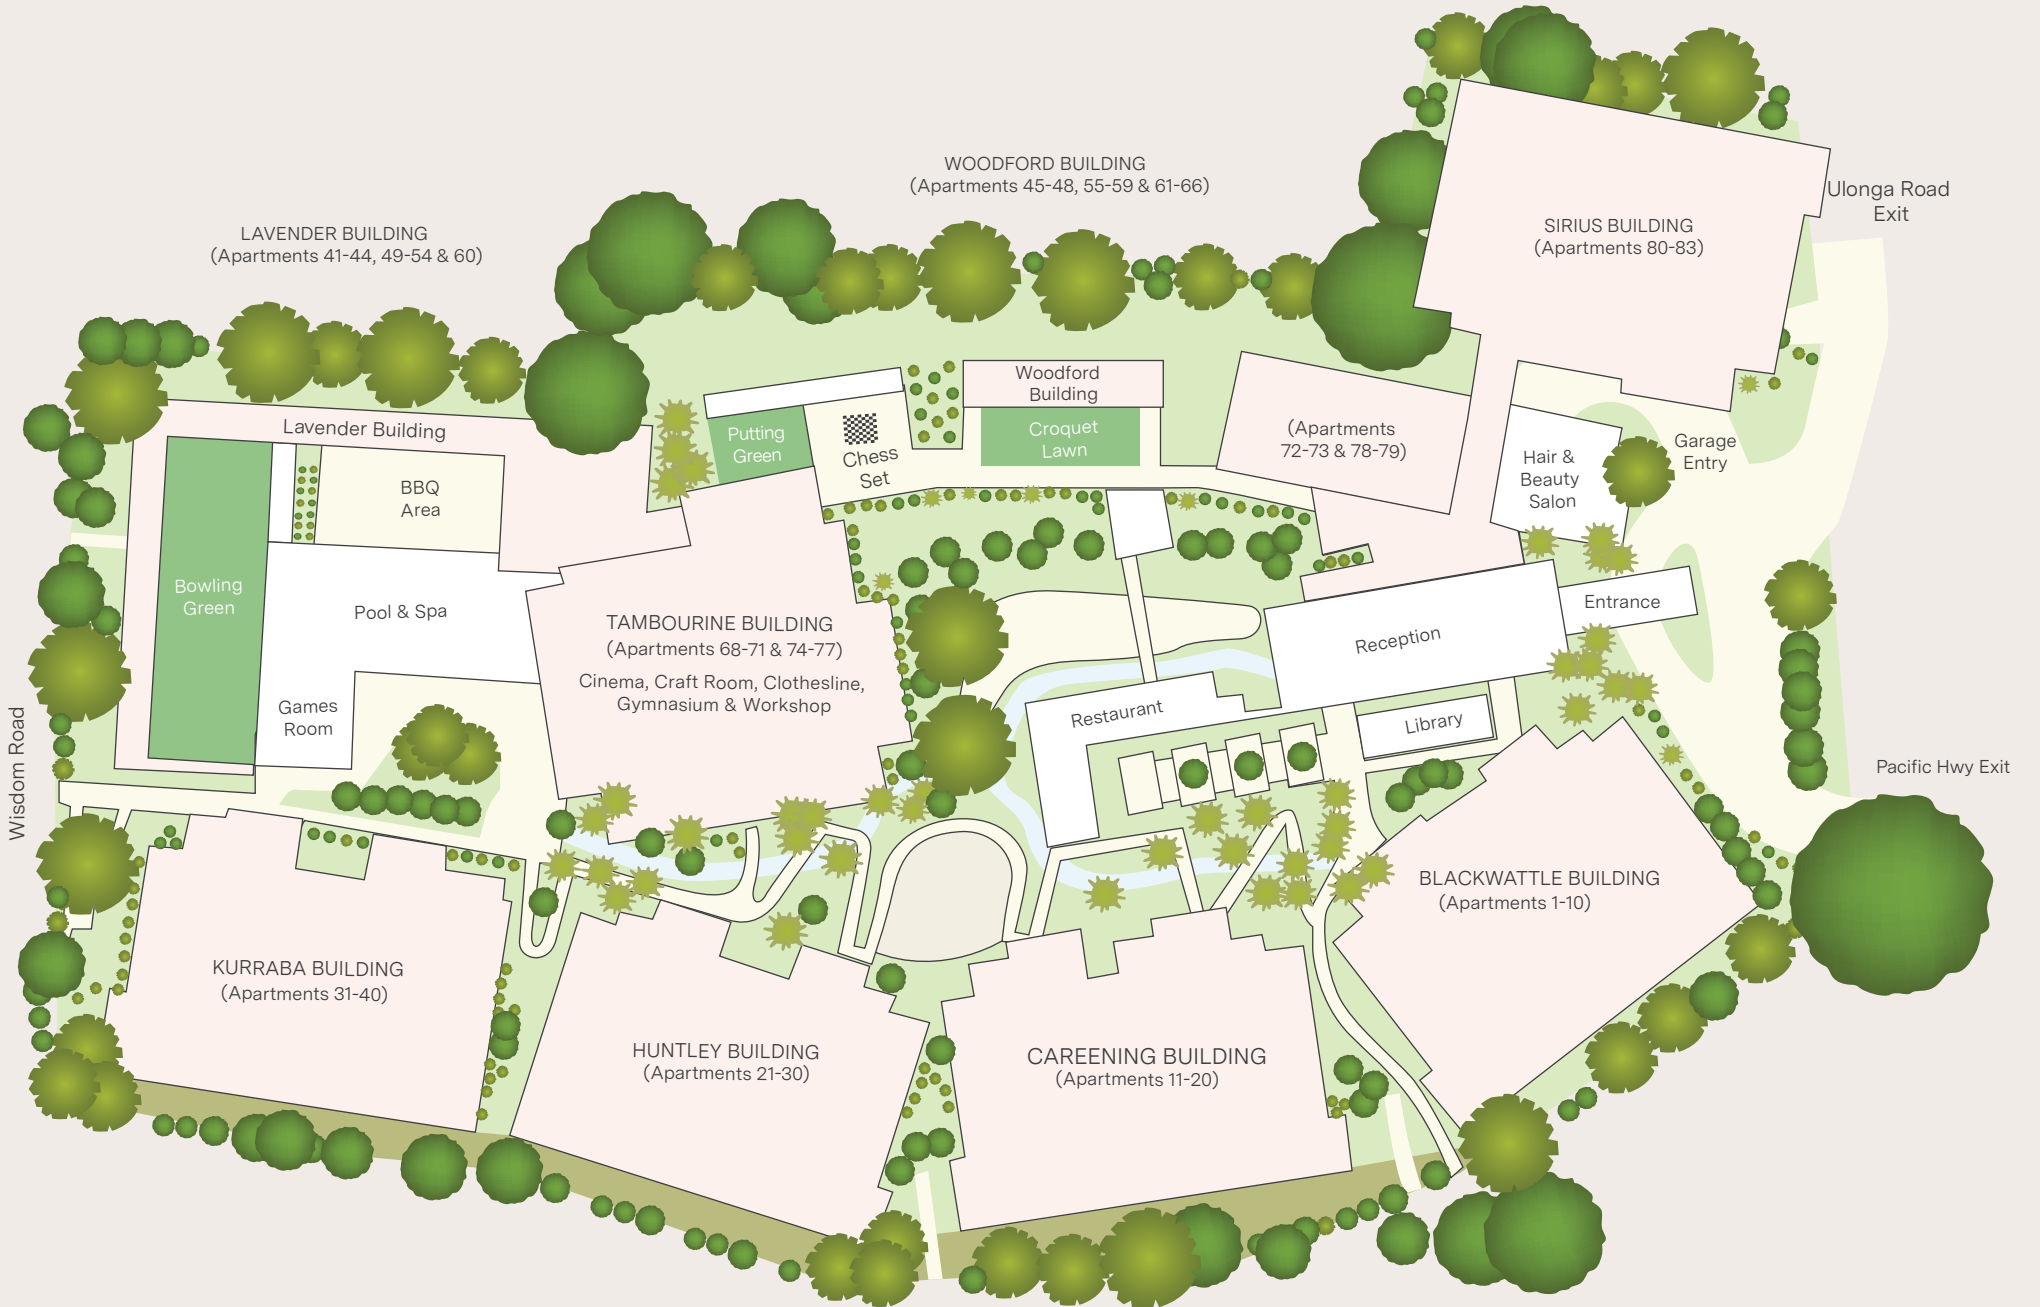 WOODFORD BUILDING
(Apartments 45-48, 55-59 & 61-66)
Ulonga Road
Exit
SIRIUS BUILDING
(Apartments 80-83)
LAVENDER BUILDING
(Apartments 41-44, 49-54 & 60)
Woodford
Building
Lavender Building
Putting
Green
Chess
Set
Croquet
Lawn
(Apartments
72-73 & 78-79)
Garage
Entry
Hair &
Beauty
Salon
BBQ
Area
Bowling
Green
Pool & Spa
Entrance
TAMBOURINE BUILDING
(Apartments 68-71 & 74-77)
Cinema, Craft Room, Clothesline,
Gymnasium & Workshop
Reception
Games
Room
Restaurant
Library
Wisdom Road
Pacific Hwy Exit
BLACKWATTLE BUILDING
(Apartments 1-10)
KURRABA BUILDING
(Apartments 31-40)
HUNTLEY BUILDING
(Apartments 21-30)
CAREENING BUILDING
(Apartments 11-20)